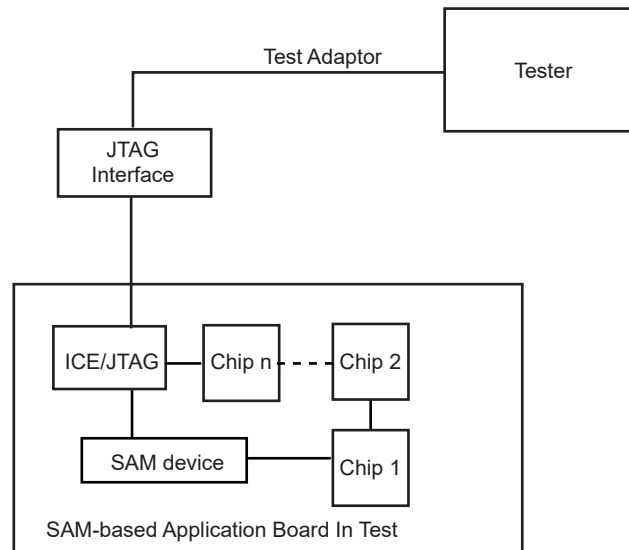 Test Adaptor
Tester
JTAG
Interface
ICE/JTAG
Chip n
Chip 2
SAM device
Chip 1
SAM-based Application Board In Test